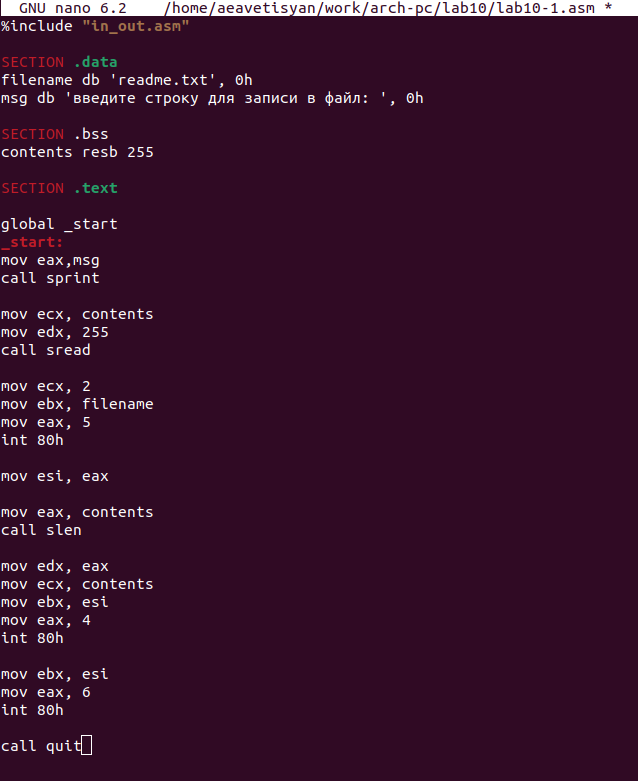 GNU nano 6.2 /home/aeavetisyan/work/arch-pc/lab10/lab10-1.asm *
%include "in_out.asm"
SECTION .data
filename db 'readme.txt', 0h
msg db 'введите строку для записи в файл: ', 0h
SECTION .bss
contents resb 255
SECTION .text
global _start
_start:
mov eax,msg
call sprint
mov ecx, contents
mov edx, 255
call sread
mov ecx, 2
mov ebx, filename
mov eax, 5
int 80h
mov esi, eax
mov eax, contents
call slen
mov edx, eax
mov ecx, contents
mov ebx, esi
mov eax, 4
int 80h
mov ebx, esi
mov eax, 6
int 80h
call quit